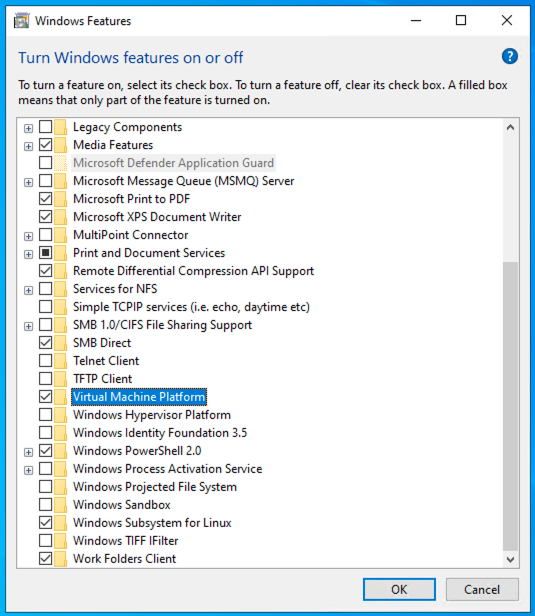 Windows Features
Turn Windows features on or off
?
To turn a feature on, select its check box. To turn a feature off, clear its check box. A filled box
means that only part of the feature is turned on.
Legacy Components
Media Features
Microsoft Defender Application Guard
Microsoft Message Queue (MSMQ) Server
Microsoft Print to PDF
Microsoft XPS Document Writer
MultiPoint Connector
Print and Document Services
Remote Differential Compression API Support
Services for NFS
Simple TCPIP services (i.e. echo, daytime etc)
SMB 1.0/CIFS File Sharing Support
SMB Direct
Telnet Client
TFTP Client
Virtual Machine Platform
Windows Hypervisor Platform
Windows Identity Foundation 3.5
Windows PowerShell 2.0
Windows Process Activation Service
Windows Projected File System
Windows Sandbox
Windows Subsystem for Linux
Windows TIFF IFilter
Work Folders Client
OK Cancel